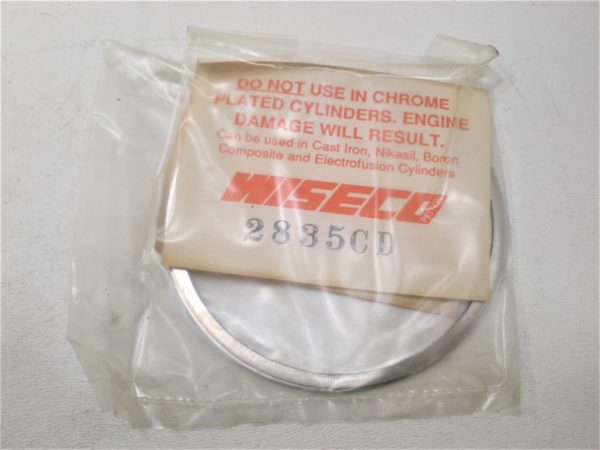 DO NOT USE IN CHROME
PLATED CYLINDERS. ENGINE
DAMAGE WILL RESULT.
Can be used in Cast Iron, Nikasil, Boron
Composite and Electrofusion Cylinders
WISECO
2835CD